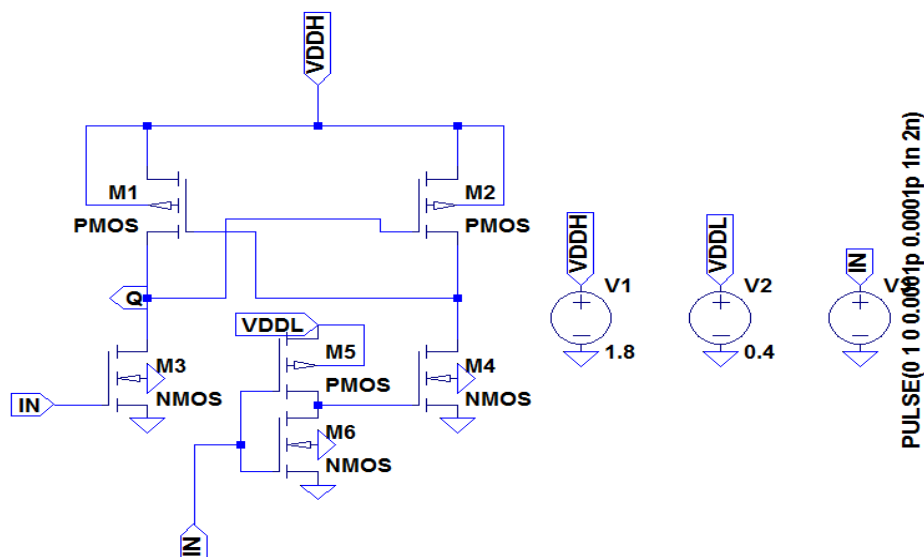 VDDH
M1
M2
PMOS
PMOS
VDDH
VDDL
IN
Q
V1
V2
VDDL
M3
M5
M4
1.8
0.4
IN
NMOS
PMOS
NMOS
M6
NMOS
IN
PULSE(0 1 0 0.0001p 0.0001p 1n 2n)